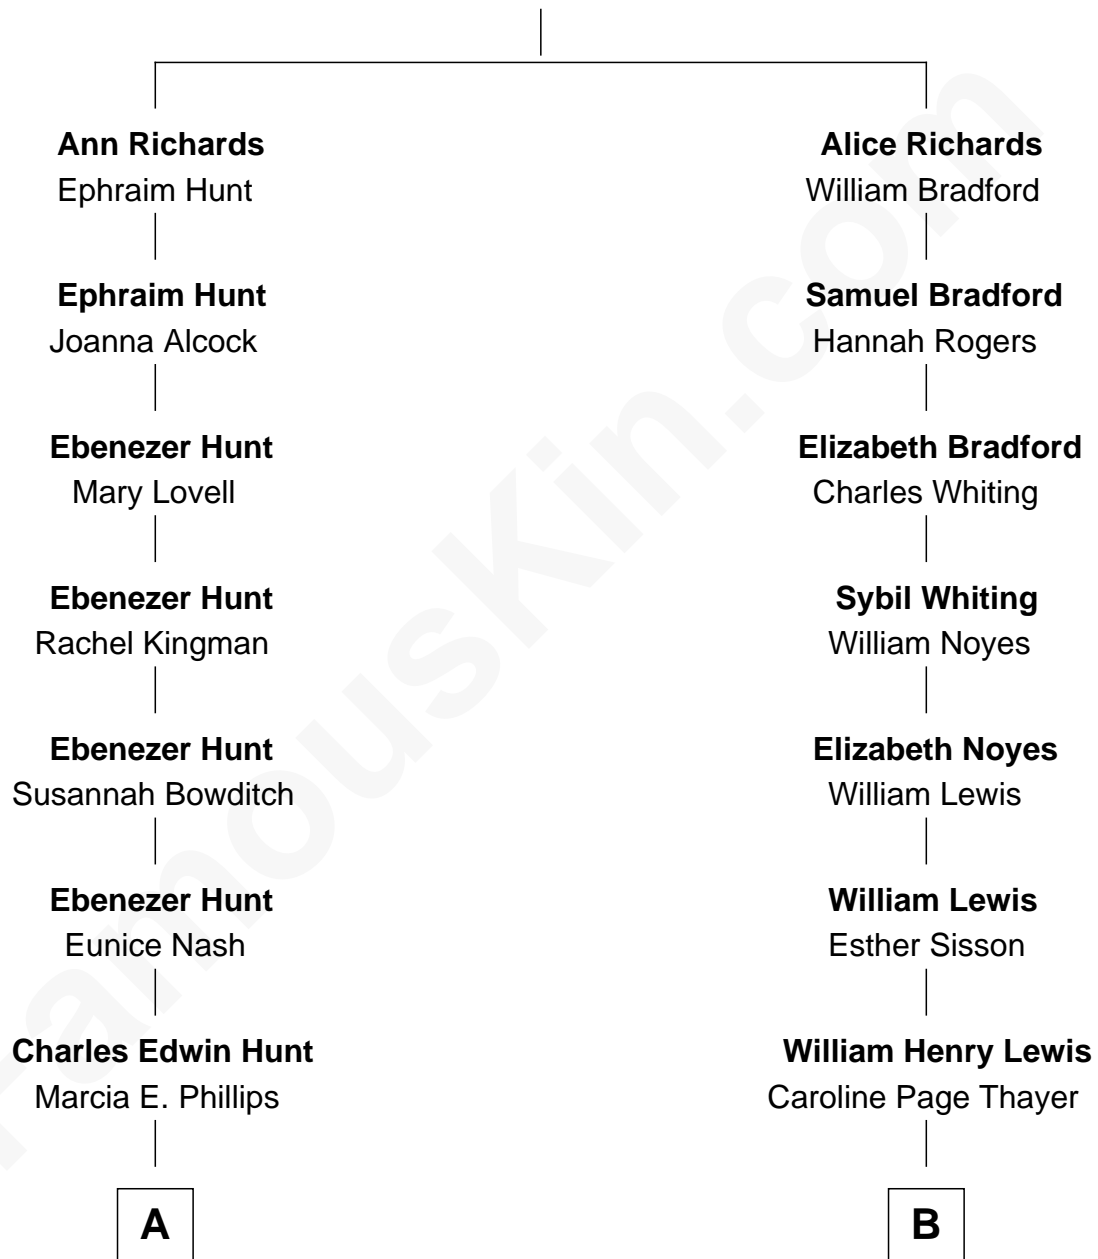 Ann Richards
Ephraim Hunt
Ephraim Hunt
Joanna Alcock
Ebenezer Hunt
Mary Lovell
Ebenezer Hunt
Rachel Kingman
Ebenezer Hunt
Susannah Bowditch
Ebenezer Hunt
Eunice Nash
Charles Edwin Hunt
Marcia E. Phillips
A
Alice Richards
William Bradford
Samuel Bradford
Hannah Rogers
Elizabeth Bradford
Charles Whiting
Sybil Whiting
William Noyes
Elizabeth Noyes
William Lewis
William Lewis
Esther Sisson
William Henry Lewis
Caroline Page Thayer
B
FamousKin.com